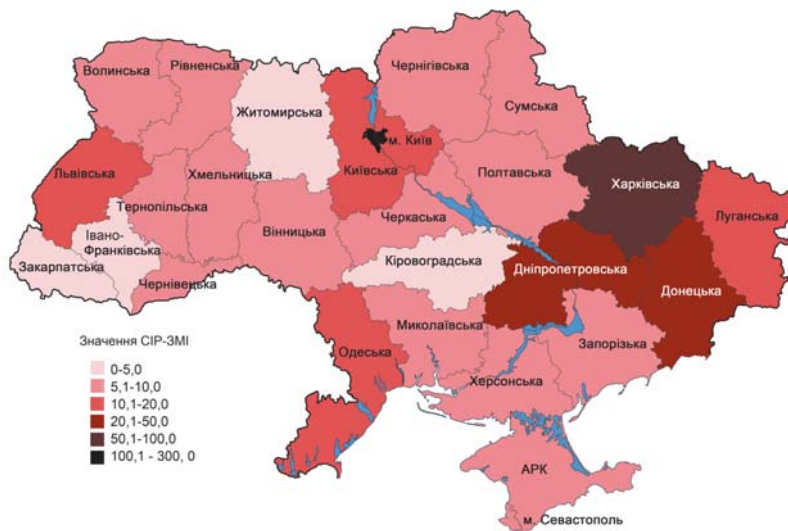 Волинська
Рівненська
Житомирська
Чернігівська
Сумська
м. Київ
Київська
Львівська
Тернопільська
Хмельницька
Вінницька
Черкаська
Полтавська
Харківська
Луганська
Івано-
Франківська
Закарпатська
Чернівецька
Кіровоградська
Дніпропетровська
Донецька
Миколаївська
Запорізька
Одеська
Херсонська
АРК
м. Севастополь
Значення СІР-ЗМІ
0-5,0
5,1-10,0
10,1-20,0
20,1-50,0
50,1-100,0
100,1 - 300, 0